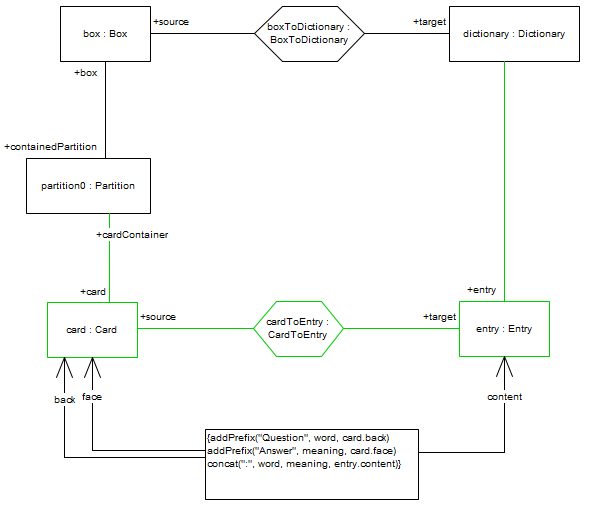 +source
+target
box : Box
boxToDictionary :
BoxToDictionary
dictionary : Dictionary
+box
+containedPartition
partition0 : Partition
+cardContainer
+card
+entry
+source
+target
card : Card
cardToEntry :
CardToEntry
entry : Entry
back
face
content
{addPrefix("Question", word, card.back)
addPrefix("Answer", meaning, card.face)
concat(":", word, meaning, entry.content)}